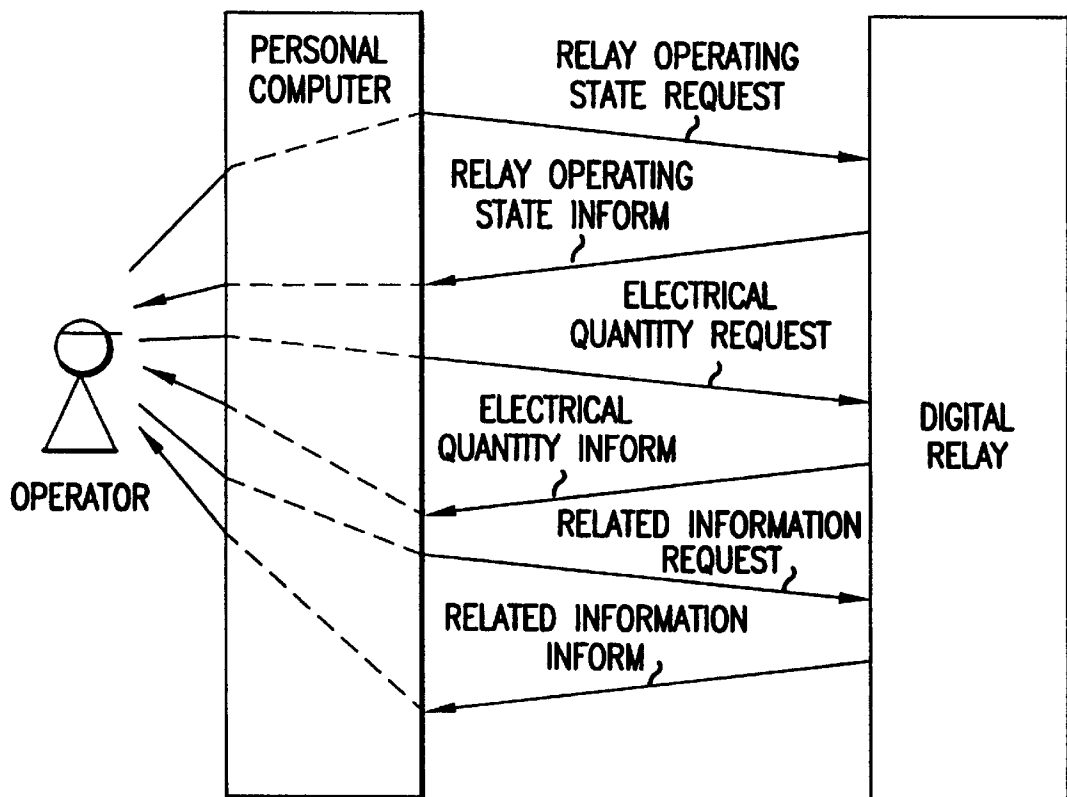 PERSONAL
COMPUTER
RELAY OPERATING
STATE REQUEST
RELAY OPERATING
STATE INFORM
ELECTRICAL
QUANTITY REQUEST
ELECTRICAL
QUANTITY INFORM
DIGITAL
RELAY
OPERATOR
RELATED INFORMATION
REQUEST
RELATED INFORMATION
INFORM